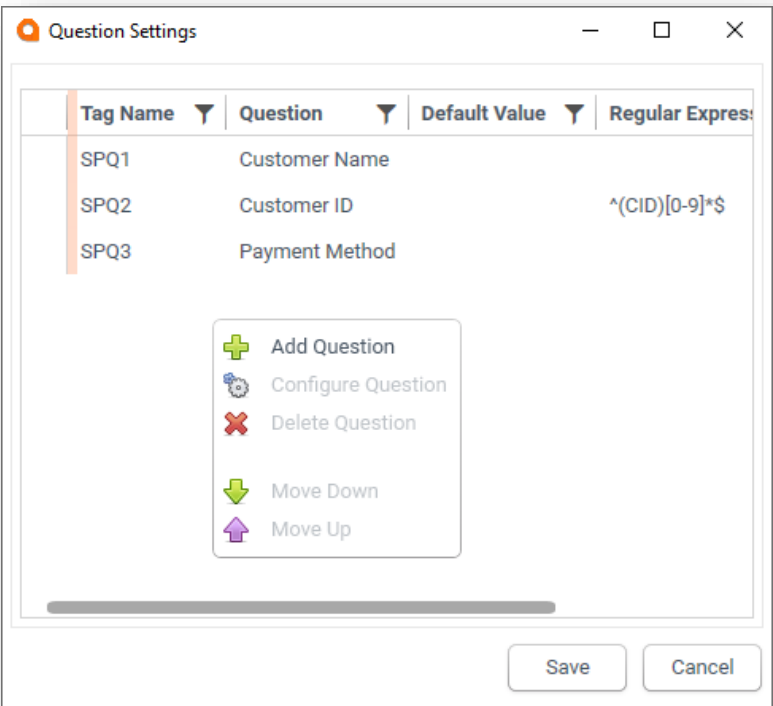 Question Settings
Tag Name Question Default Value Regular Express
SPQ1 Customer Name
SPQ2 Customer ID ^(CID)[0-9]*$
SPQ3 Payment Method
Add Question
Configure Question
Delete Question
Move Down
Move Up
Save Cancel